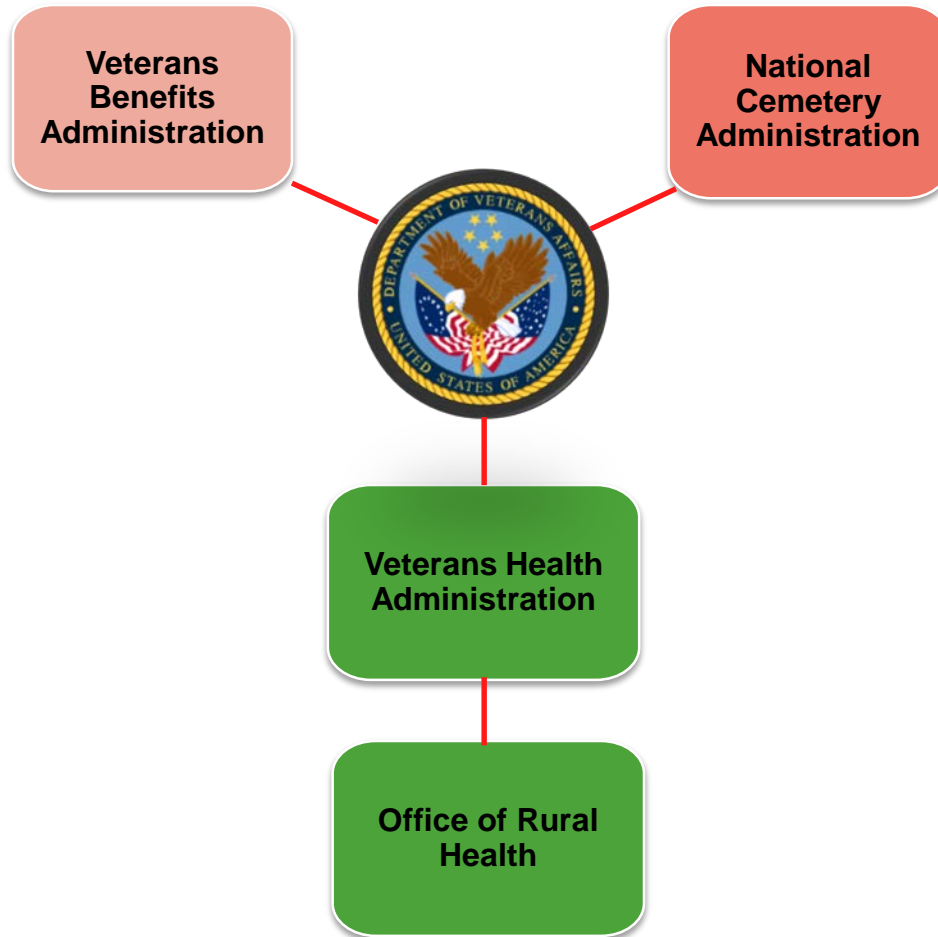 Veterans
Benefits
Administration
National
Cemetery
Administration
DEPARTMENT OF VETERANS AFFAIRS
UNITED STATES OF AMERICA
Veterans Health
Administration
Office of Rural
Health